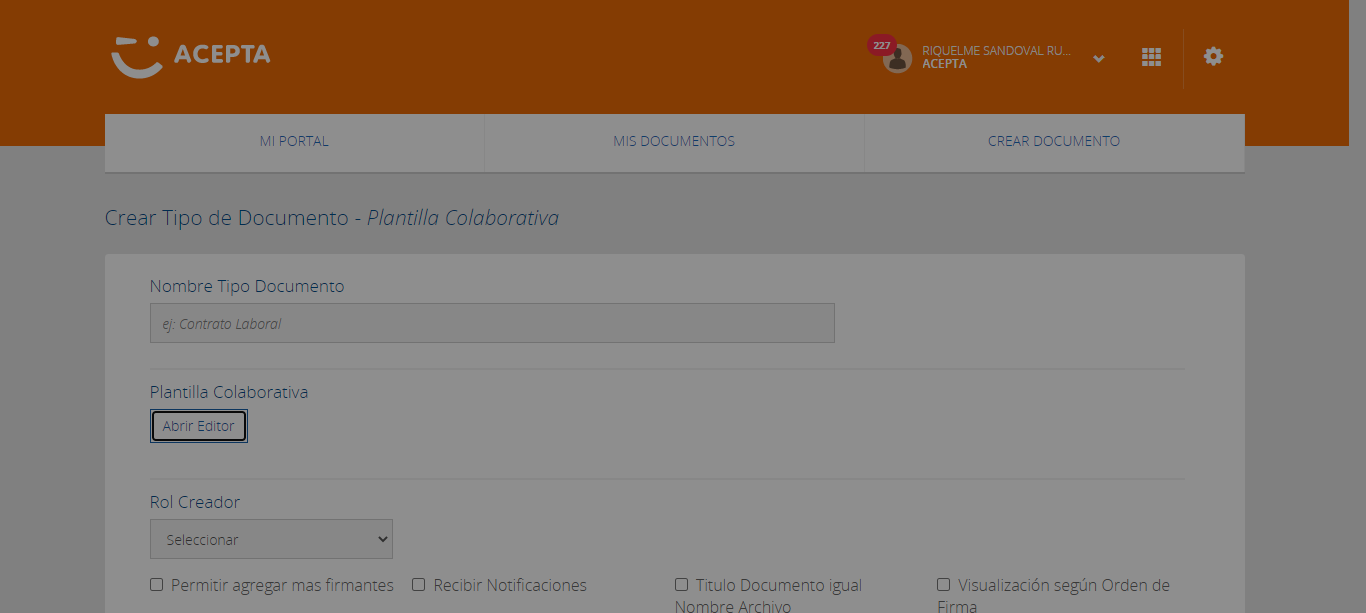 ACEPTA
227
RIQUELME SANDOVAL RU...
ACEPTA
MI PORTAL
MIS DOCUMENTOS
CREAR DOCUMENTO
Crear Tipo de Documento - Plantilla Colaborativa
Nombre Tipo Documento
ej: Contrato Laboral
Plantilla Colaborativa
Abrir Editor
Rol Creador
Seleccionar
Permitir agregar mas firmantes
Recibir Notificaciones
Titulo Documento igual
Nombre Archivo
Visualización según Orden de
Firma